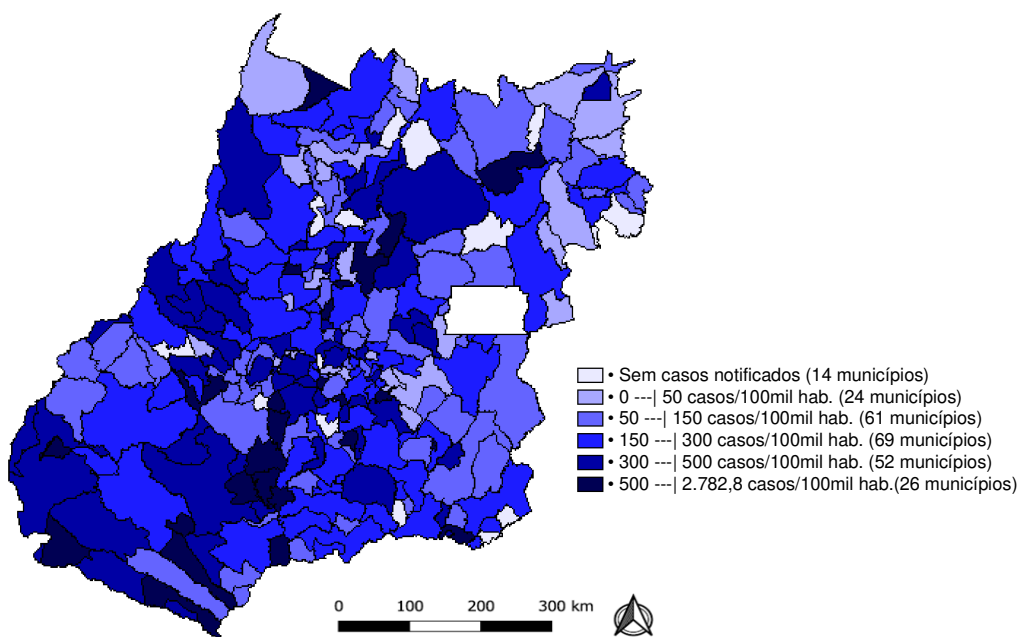 • Sem casos notificados (14 municípios)
• 0 ---| 50 casos/100mil hab. (24 municípios)
• 50 ---| 150 casos/100mil hab. (61 municípios)
• 150 ---| 300 casos/100mil hab. (69 municípios)
• 300 ---| 500 casos/100mil hab. (52 municípios)
• 500 ---| 2.782,8 casos/100mil hab.(26 municípios)
0 100 200 300 km